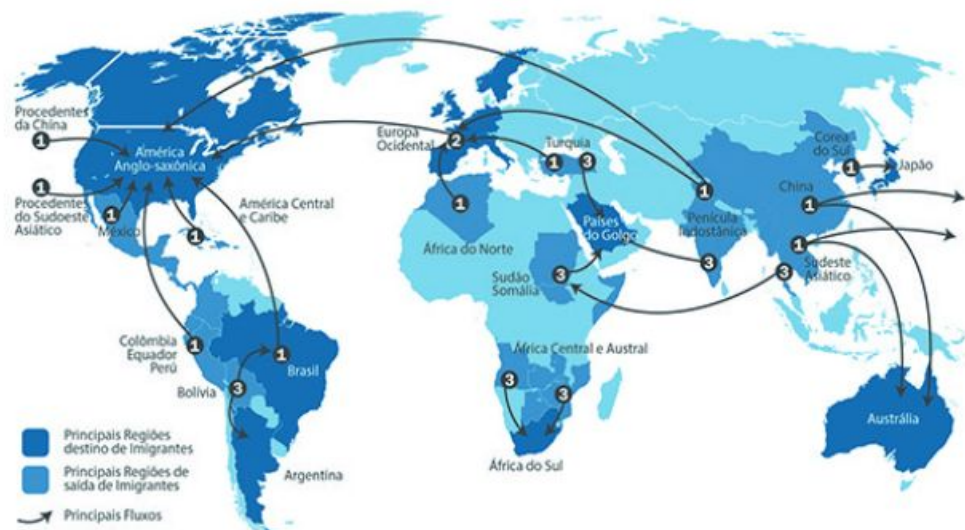 Procedentes
da China
1
América
Anglo-saxônica
1
Procedentes
do Sudoeste
Asiático
1
México
1
América Central
e Caribe
Europa
Ocidental
2
Turquia
1
3
1
África do Norte
Países
do Golgo
Sudão
Somália
3
1
Penícula
Indostânica
3
Corea
do Sul
1
Japão
China
1
1
Sudeste
Asiático
3
Colômbia
Equador
Perú
1
1
Brasil
Bolívia
3
Argentina
África Central e Austral
3
3
África do Sul
Austrália
Principais Regiões
destino de Imigrantes
Principais Regiões de
saída de Imigrantes
Principais Fluxos